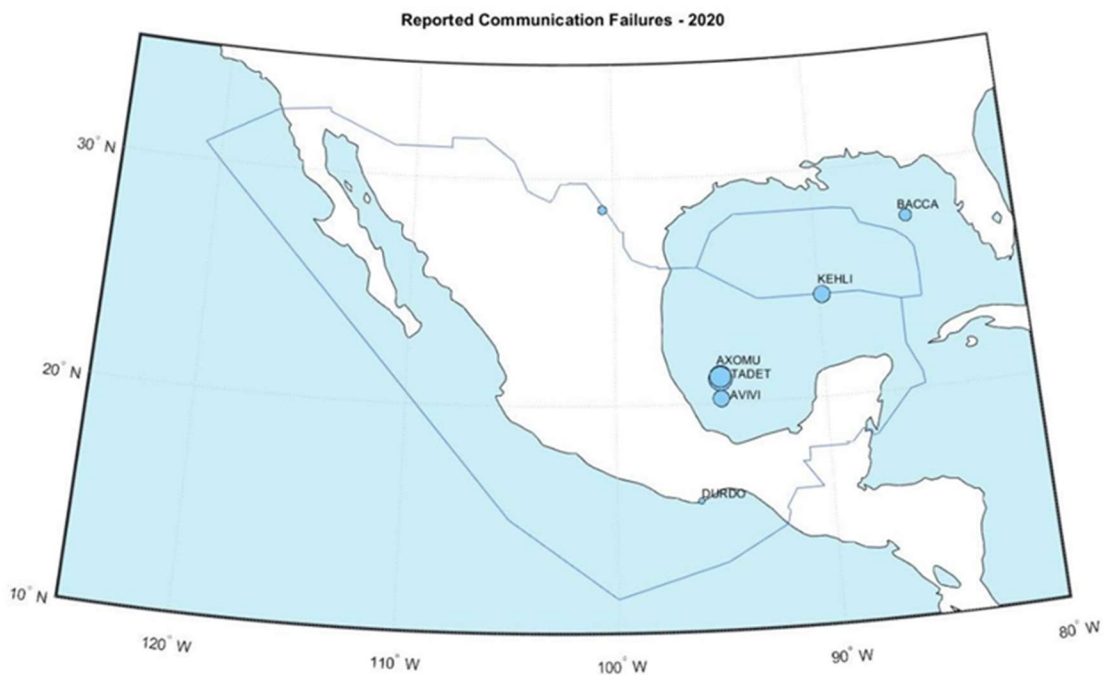 Reported Communication Failures - 2020
30° N
BACCA
KEHLI
20° N
AXOMU
TADET
AVIVI
DURDO
10° N
120° W
110° W
100° W
90° W
80° W